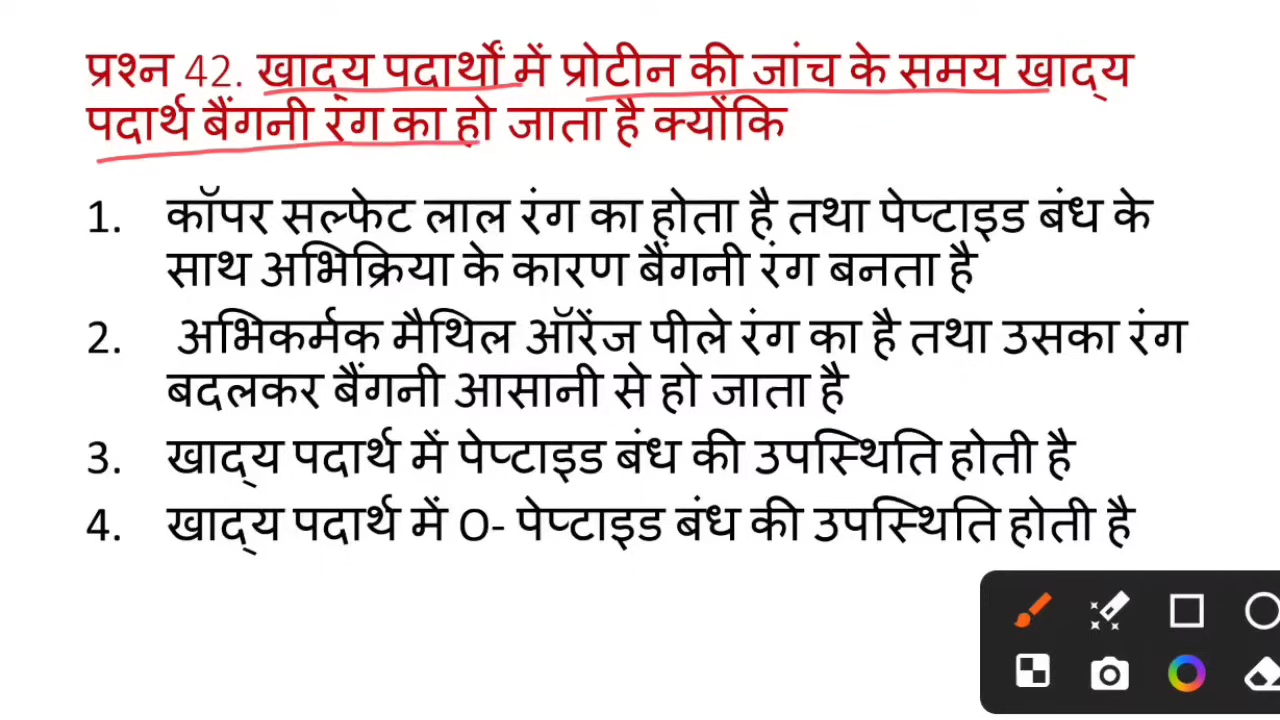 प्रश्न 42. खाद्य पदार्थों में प्रोटीन की जांच के समय खाद्य
पदार्थ बैंगनी रंग का हो जाता है क्योंकि
1. कॉपर सल्फेट लाल रंग का होता है तथा पेप्टाइड बंध के
साथ अभिक्रिया के कारण बैंगनी रंग बनता है
2. अभिकर्मक मैथिल ऑरेंज पीले रंग का है तथा उसका रंग
बदलकर बैंगनी आसानी से हो जाता है
3. खाद्य पदार्थ में पेप्टाइड बंध की उपस्थिति होती है
4. खाद्य पदार्थ में O- पेप्टाइड बंध की उपस्थिति होती है